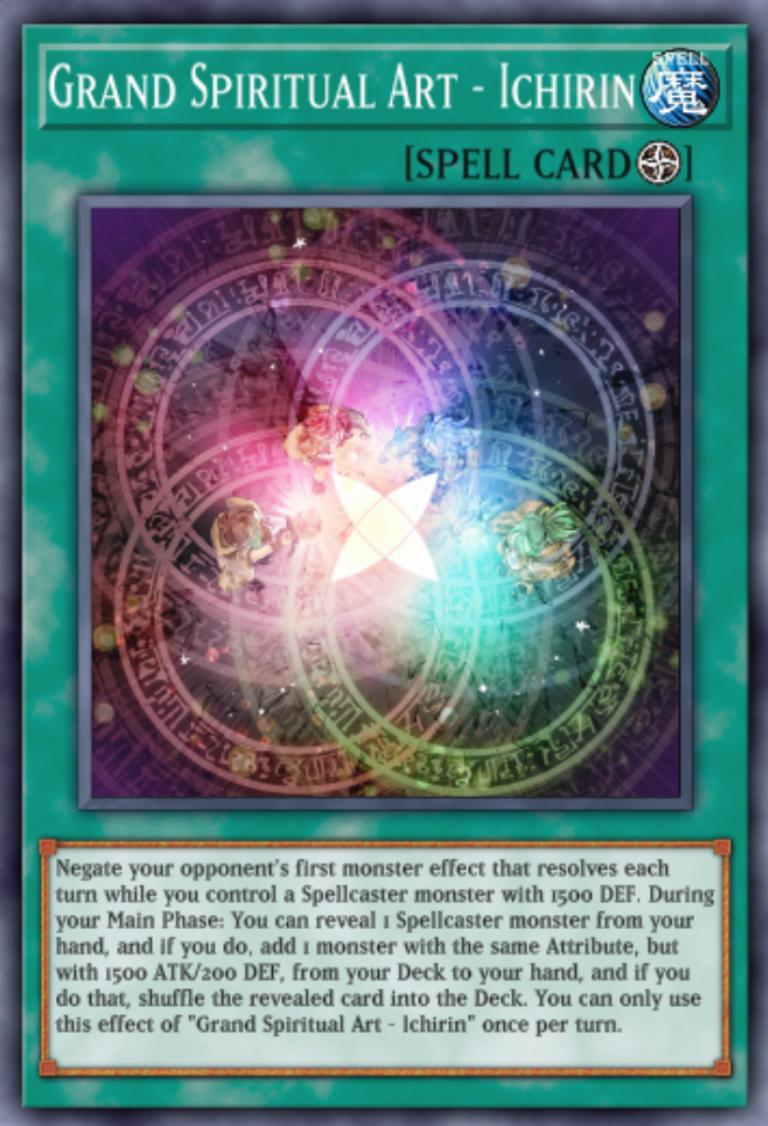 GRAND SPIRITUAL ART - ICHIRIN
SPELL
魔
[SPELL CARD]
Negate your opponent's first monster effect that resolves each
turn while you control a Spellcaster monster with 1500 DEF. During
your Main Phase: You can reveal 1 Spellcaster monster from your
hand, and if you do, add 1 monster with the same Attribute, but
with 1500 ATK/200 DEF, from your Deck to your hand, and if you
do that, shuffle the revealed card into the Deck. You can only use
this effect of "Grand Spiritual Art - Ichirin" once per turn.